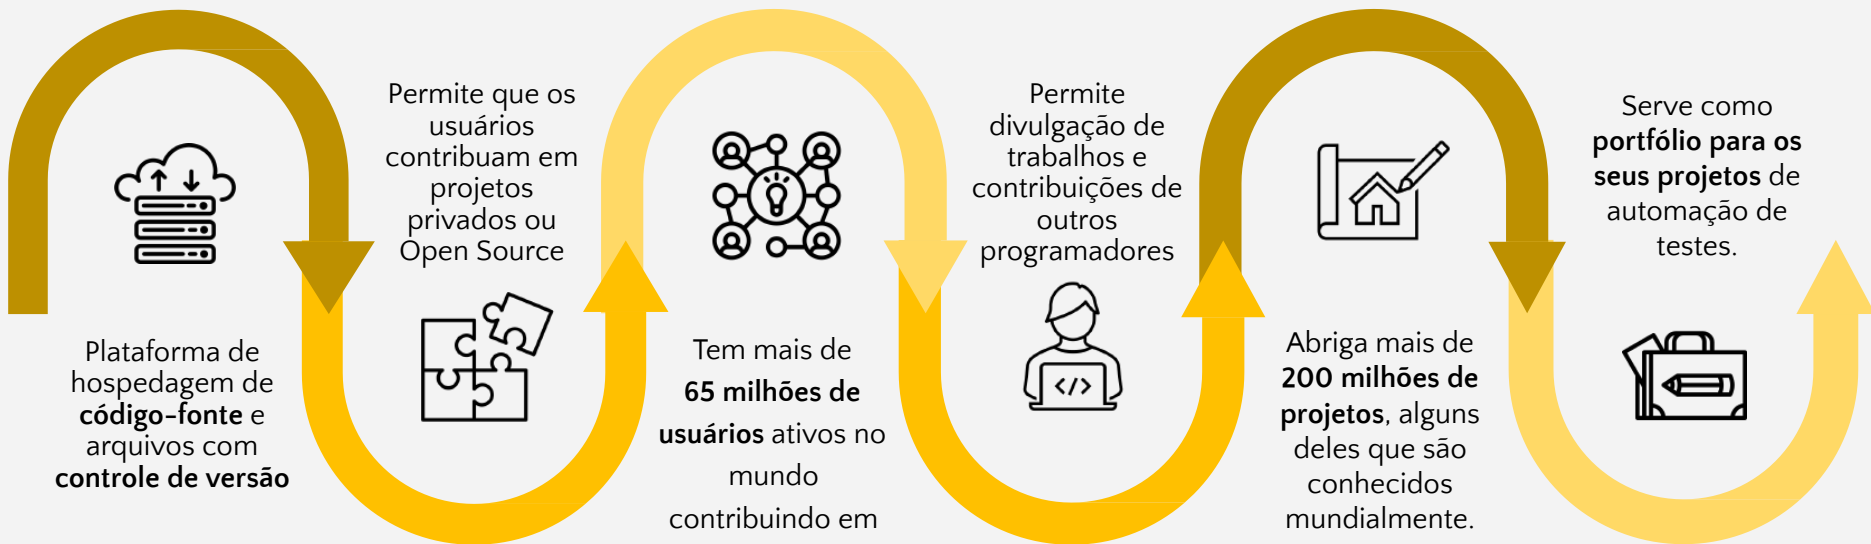 Plataforma de
hospedagem de
código-fonte e
arquivos com
controle de versão
Permite que os
usuários
contribuam em
projetos
privados ou
Open Source
Tem mais de
65 milhões de
usuários ativos no
mundo
contribuindo em
Permite
divulgação de
trabalhos e
contribuições de
outros
programadores
</>
Abriga mais de
200 milhões de
projetos, alguns
deles que são
conhecidos
mundialmente.
Serve como
portfólio para os
seus projetos de
automação de
testes.